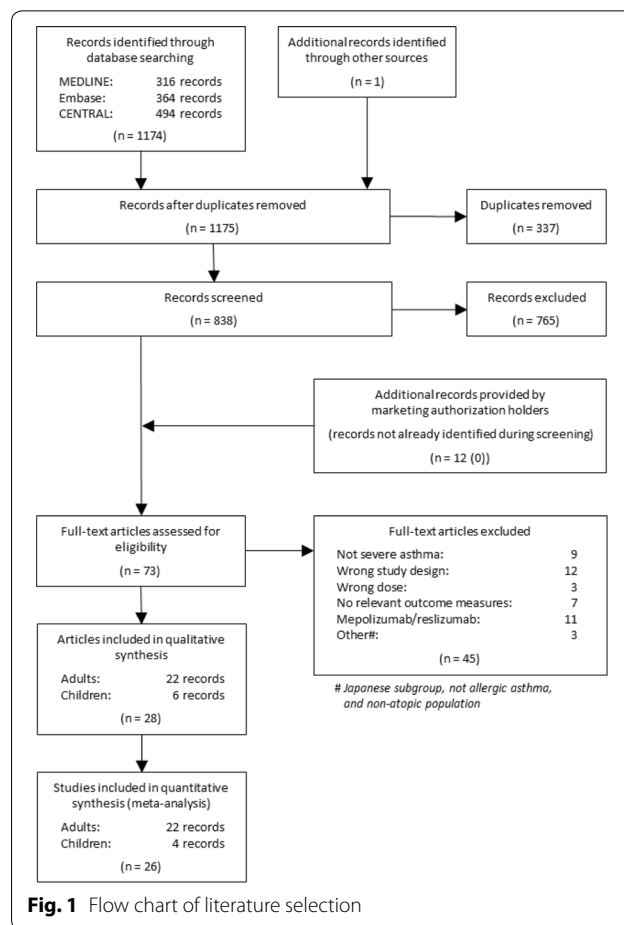 Records identified through
database searching
MEDLINE: 316 records
Embase: 364 records
CENTRAL: 494 records
(n = 1174)
Additional records identified
through other sources
(n = 1)
Records after duplicates removed
(n = 1175)
Duplicates removed
(n = 337)
Records screened
(n = 838)
Records excluded
(n = 765)
Additional records provided by
marketing authorization holders
(records not already identified during screening)
(n = 12 (0))
Full-text articles assessed for
eligibility
(n = 73)
Full-text articles excluded
Not severe asthma: 9
Wrong study design: 12
Wrong dose: 3
No relevant outcome measures: 7
Mepolizumab/reslizumab: 11
Other#: 3
(n = 45)
# Japanese subgroup, not allergic asthma,
and non-atopic population
Articles included in qualitative
synthesis
Adults: 22 records
Children: 6 records
(n = 28)
Studies included in quantitative
synthesis (meta-analysis)
Adults: 22 records
Children: 4 records
(n = 26)
Fig. 1 Flow chart of literature selection